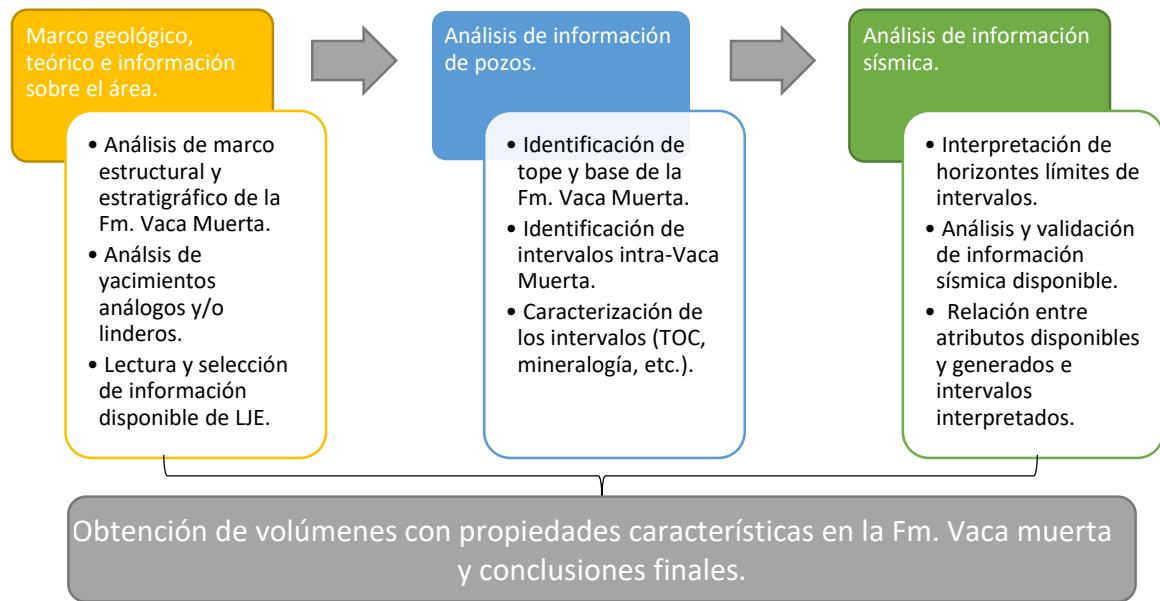 Marco geológico,
teórico e información
sobre el área.
• Análisis de marco
estructural y
estratigráfico de la
Fm. Vaca Muerta.
• Análsis de
yacimientos
análogos y/o
linderos.
• Lectura y selección
de información
disponible de LJE.
Análisis de información
de pozos.
• Identificación de
tope y base de la
Fm. Vaca Muerta.
• Identificación de
intervalos intra-Vaca
Muerta.
• Caracterización de
los intervalos (TOC,
mineralogía, etc.).
Análisis de información
sísmica.
• Interpretación de
horizontes límites de
intervalos.
• Análisis y validación
de información
sísmica disponible.
• Relación entre
atributos disponibles
y generados e
intervalos
interpretados.
Obtención de volúmenes con propiedades características en la Fm. Vaca muerta
y conclusiones finales.